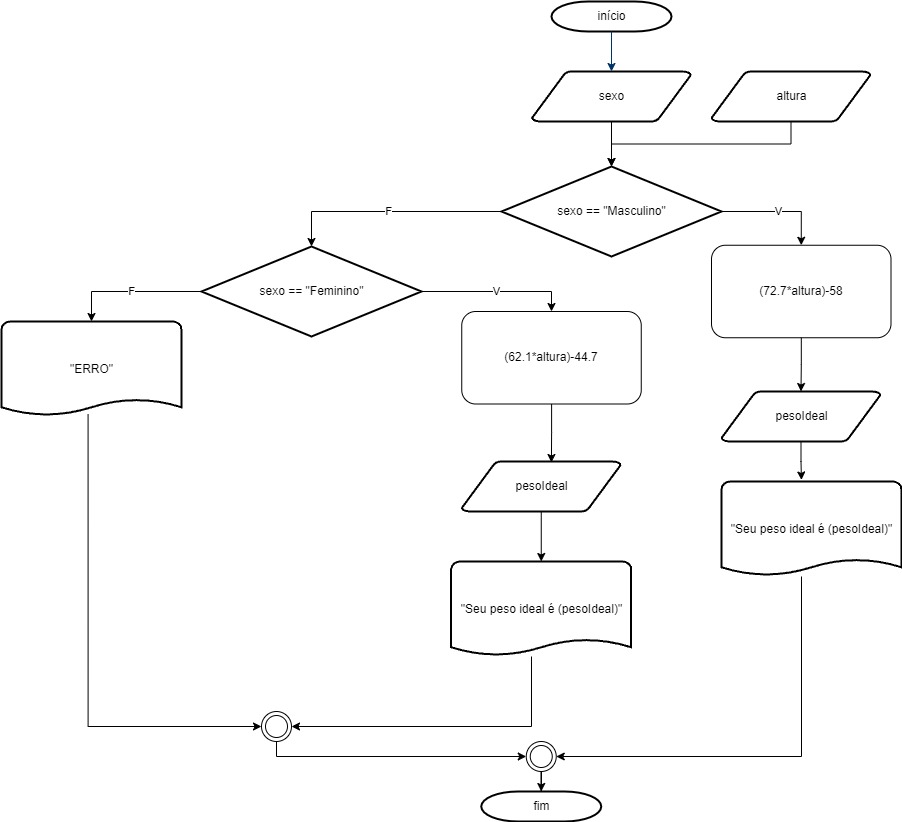 início
sexo
altura
sexo == "Masculino"
F
V
sexo == "Feminino"
(72.7*altura)-58
F
V
"ERRO"
(62.1*altura)-44.7
pesoIdeal
pesoIdeal
"Seu peso ideal é (pesoIdeal)"
"Seu peso ideal é (pesoIdeal)"
fim